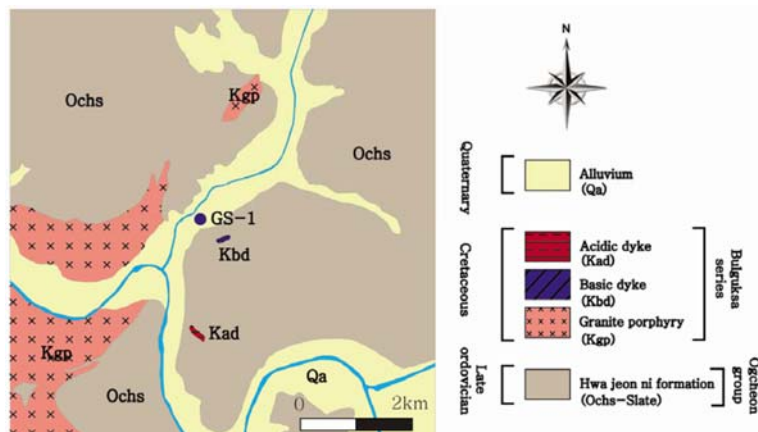 Ochs
Kgp
Ochs
GS-1
Kbd
Kad
Kgp
Ochs
Qa
0
2km
N
Quaternary
Alluvium
(Qa)
Cretaceous
Acidic dyke
(Kad)
Basic dyke
(Kbd)
Granite porphyry
(Kgp)
Bulguksa
series
Late
ordovician
Hwa jeon ni formation
(Ochs-Slate)
Ogcheon
group